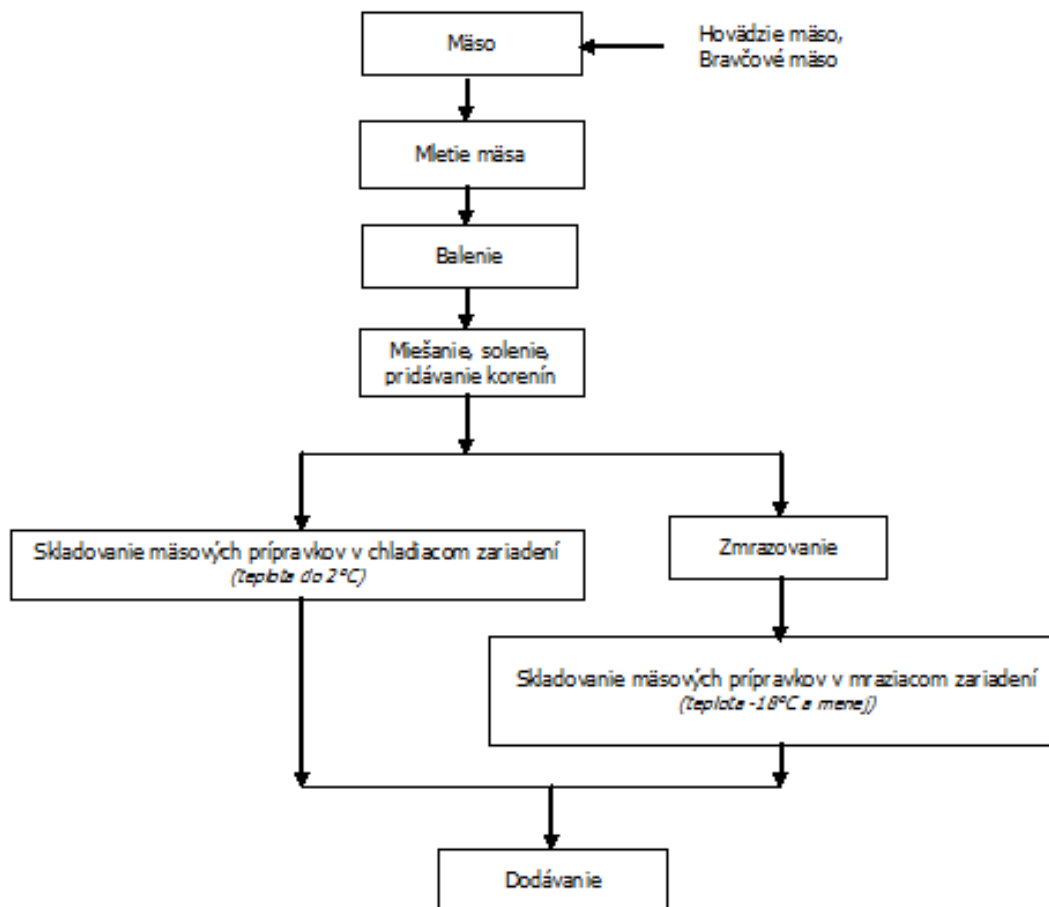 Mäso
Hovädzie mäso,
Bravčové mäso
Mletie mäsa
Balenie
Miešanie, solenie,
pridávanie korenín
Skladovanie mäsových prípravkov v chladiacom zariadení
(teplota do 2°C)
Zmrazovanie
Skladovanie mäsových prípravkov v mraziacom zariadení
(teplota -18°C a menej)
Dodávanie